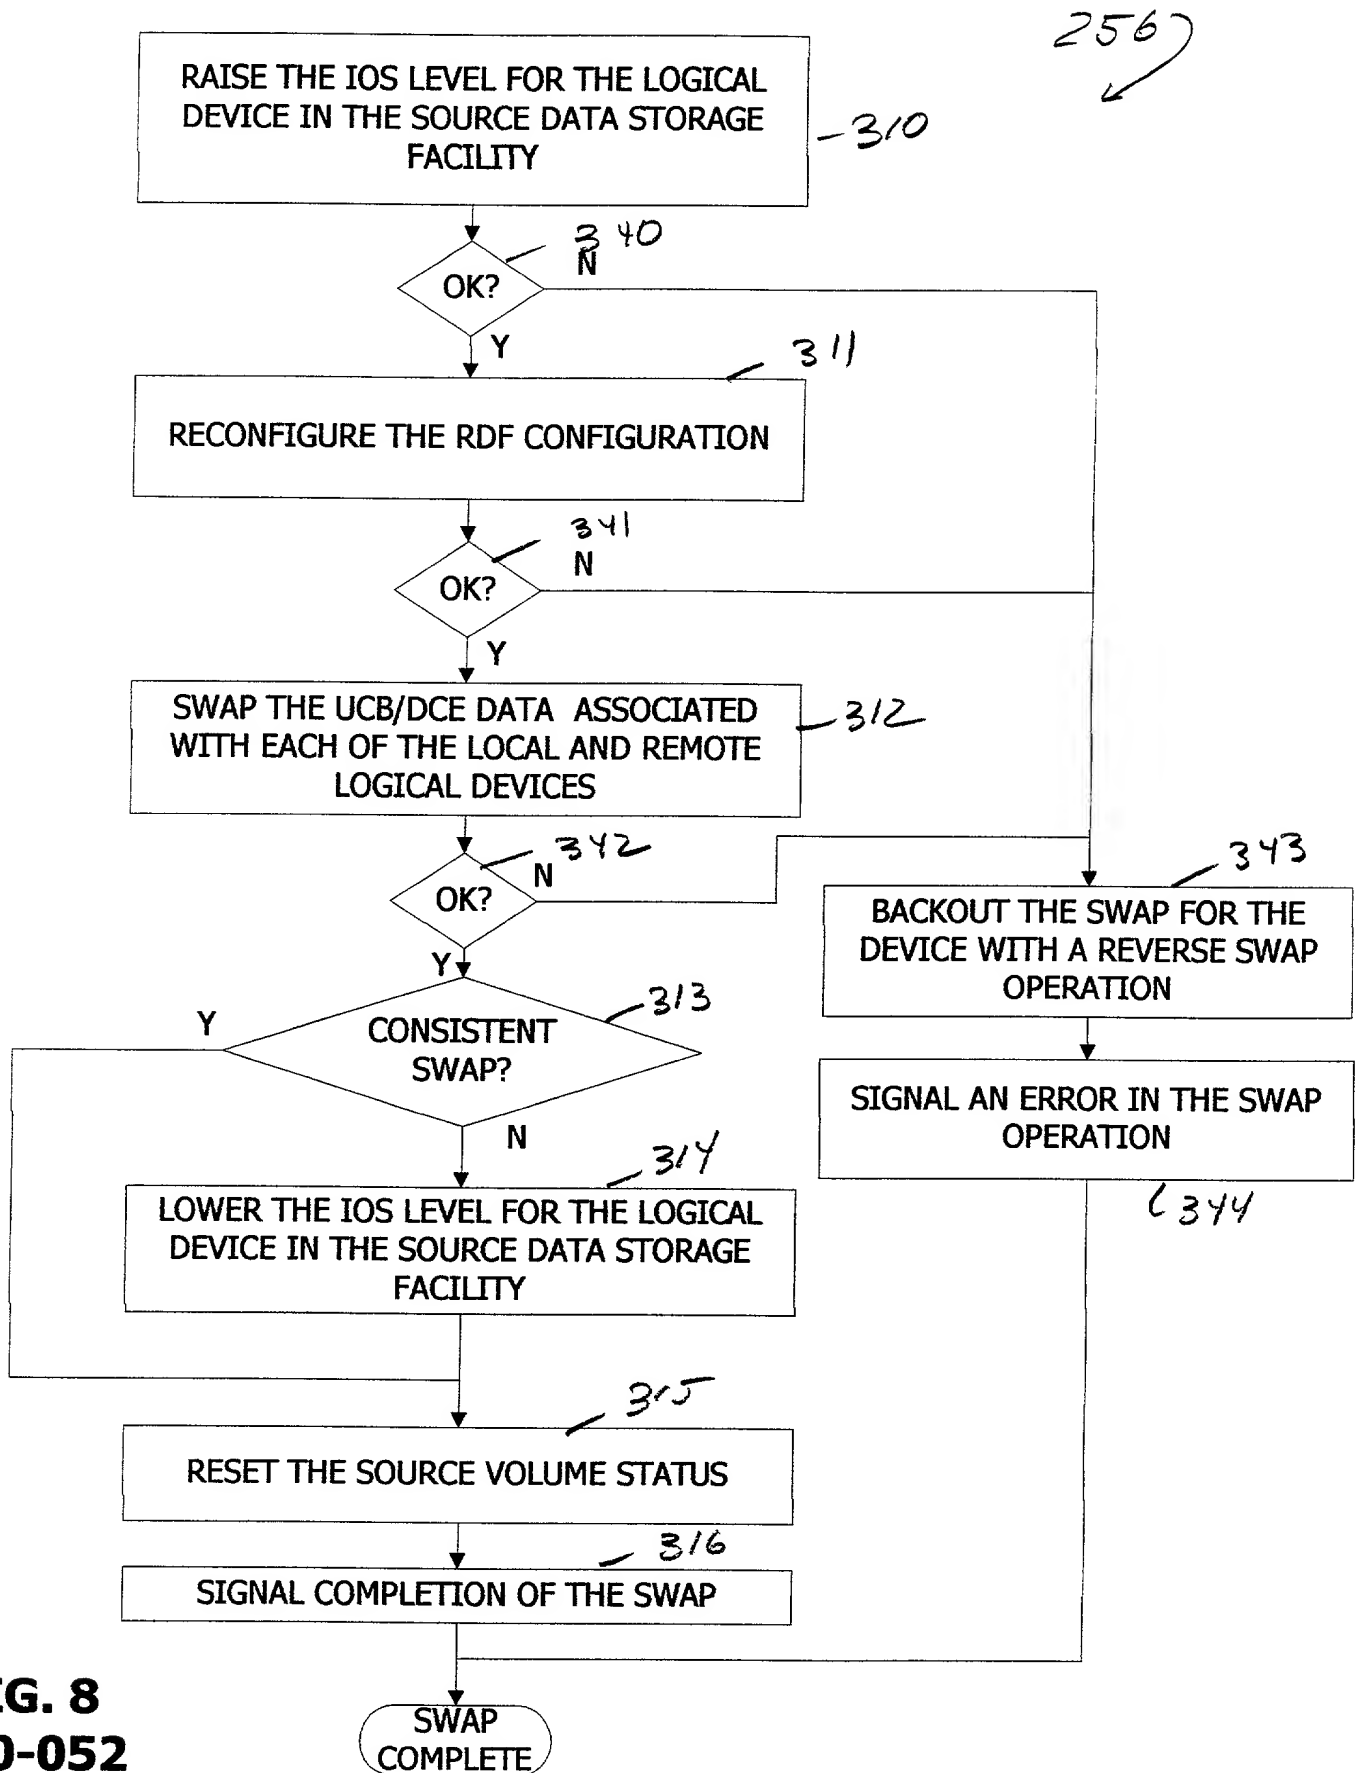 256
RAISE THE IOS LEVEL FOR THE LOGICAL
DEVICE IN THE SOURCE DATA STORAGE
FACILITY
310
340
N
OK?
Y
311
RECONFIGURE THE RDF CONFIGURATION
341
N
OK?
Y
SWAP THE UCB/DCE DATA ASSOCIATED
WITH EACH OF THE LOCAL AND REMOTE
LOGICAL DEVICES
312
342
N
OK?
Y
343
BACKOUT THE SWAP FOR THE
DEVICE WITH A REVERSE SWAP
OPERATION
313
Y
CONSISTENT
SWAP?
N
SIGNAL AN ERROR IN THE SWAP
OPERATION
344
314
LOWER THE IOS LEVEL FOR THE LOGICAL
DEVICE IN THE SOURCE DATA STORAGE
FACILITY
315
RESET THE SOURCE VOLUME STATUS
316
SIGNAL COMPLETION OF THE SWAP
IG. 8
0-052
SWAP
COMPLETE